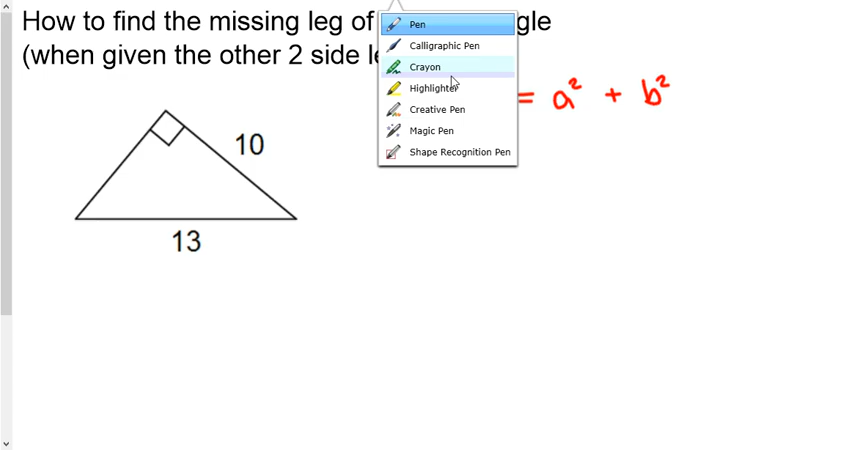 How to find the missing leg of
gle
(when given the other 2 side le
= a² + b²
Pen
Calligraphic Pen
Crayon
Highlighter
Creative Pen
Magic Pen
Shape Recognition Pen
10
13